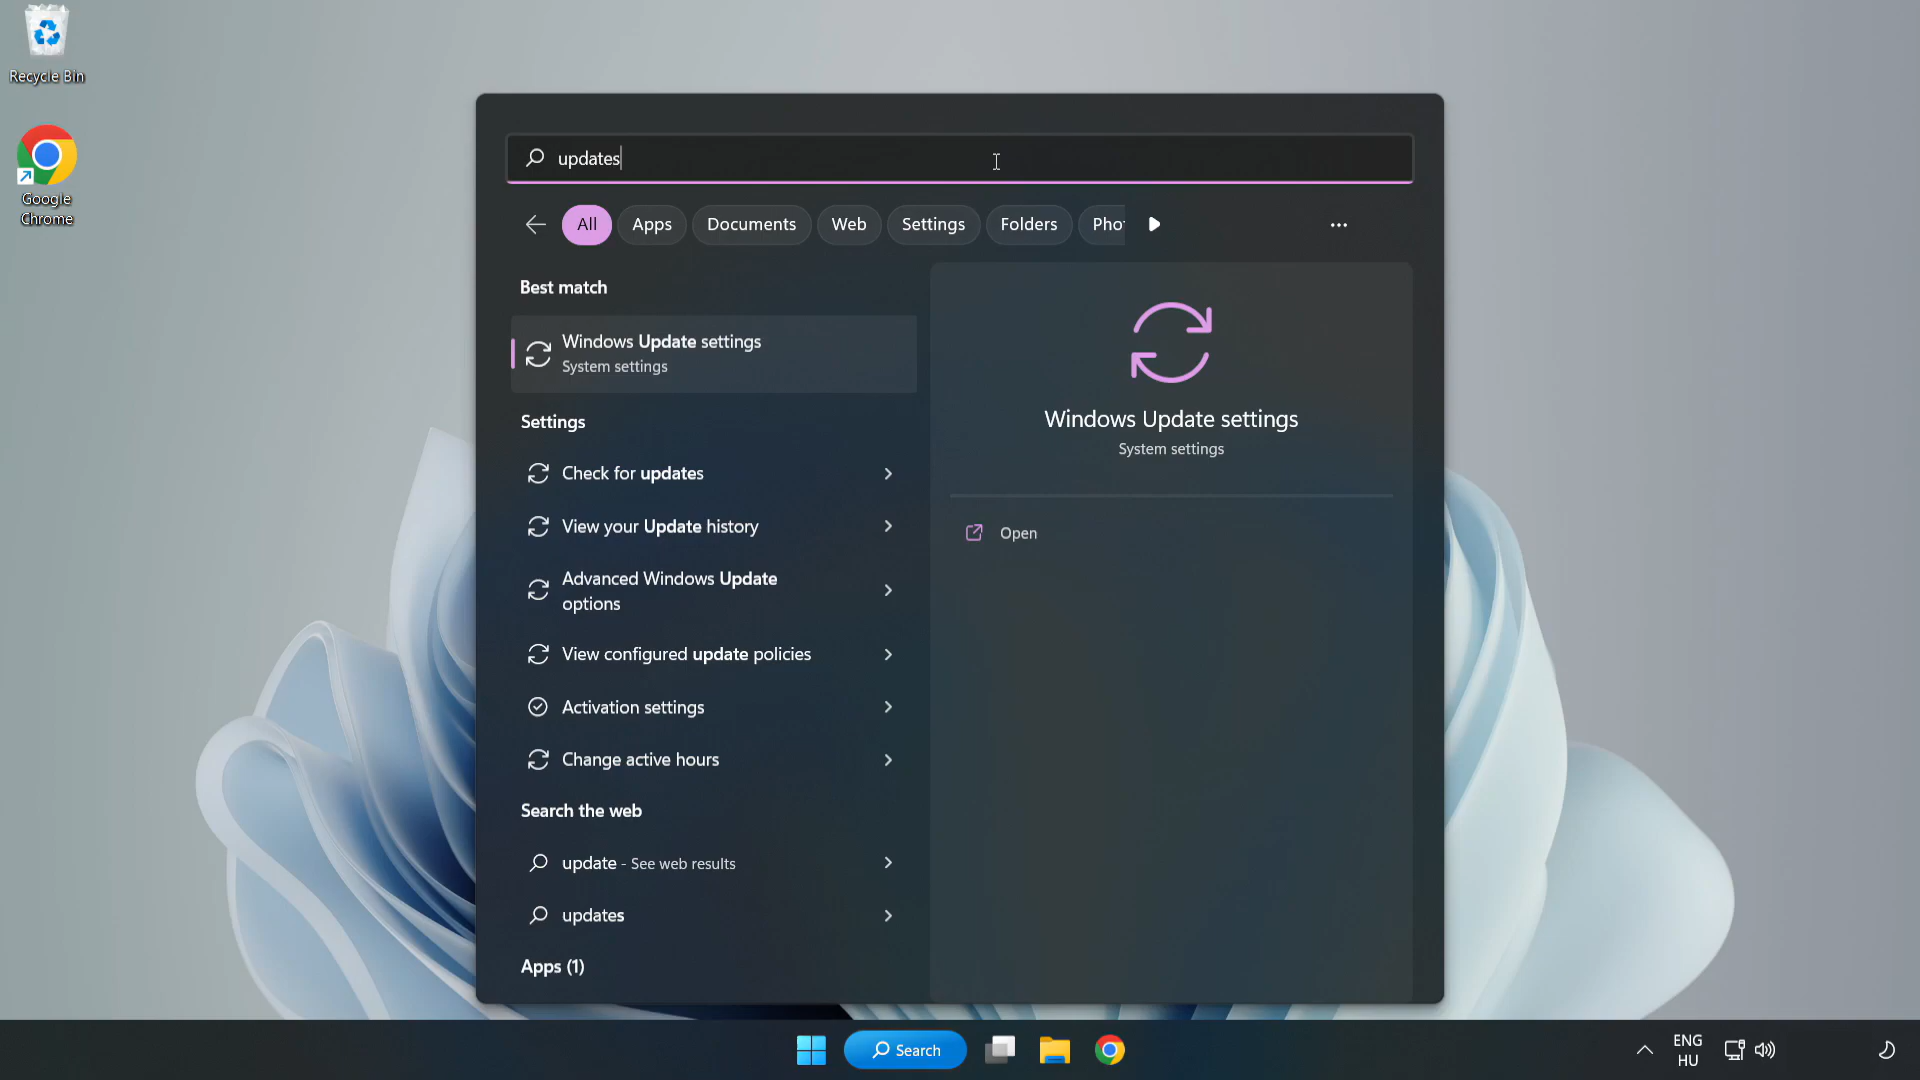 Recycle Bin
Google
Chrome
updates
All
Apps
Documents
Web
Settings
Folders
Pho
Best match
Windows Update settings
System settings
Settings
Check for updates
View your Update history
Advanced Windows Update
options
View configured update policies
Activation settings
Change active hours
Search the web
update - See web results
updates
Apps (1)
Windows Update settings
System settings
Open
Search
ENG
HU